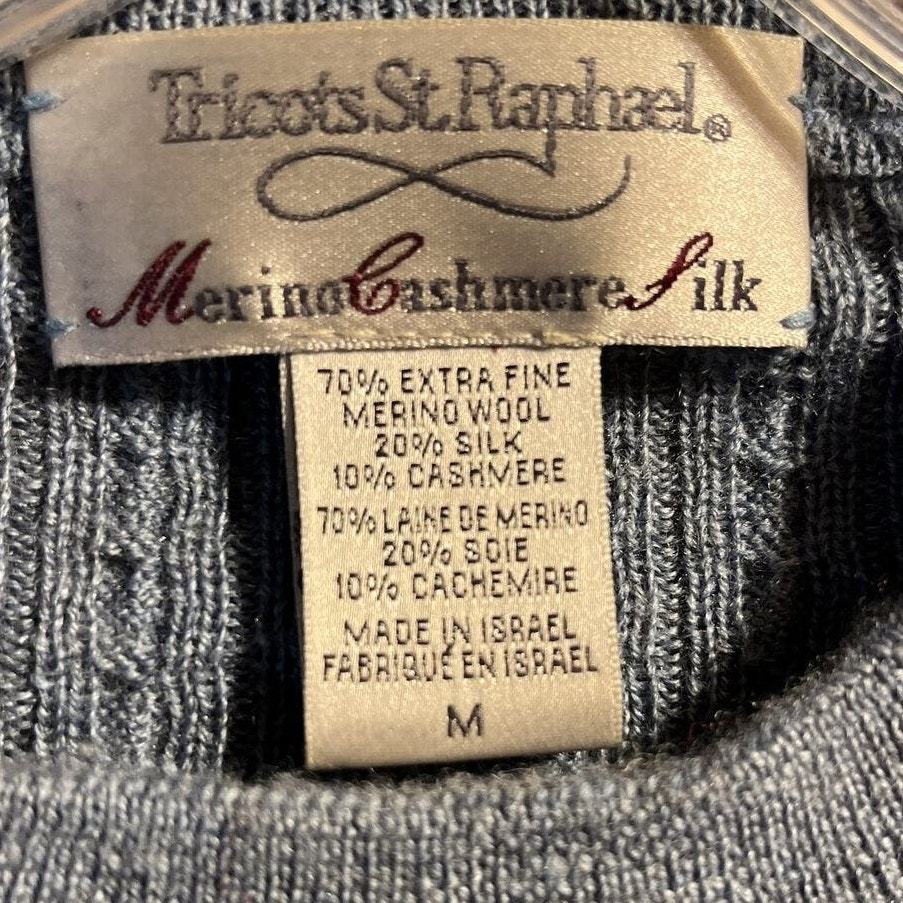 Tricots St. Raphael®
Merino Cashmere Silk
70% EXTRA FINE
MERINO WOOL
20% SILK
10% CASHMERE
70% LAINE DE MERINO
20% SOIE
10% CACHEMIRE
MADE IN ISRAEL
FABRIQUÉ EN ISRAEL
M